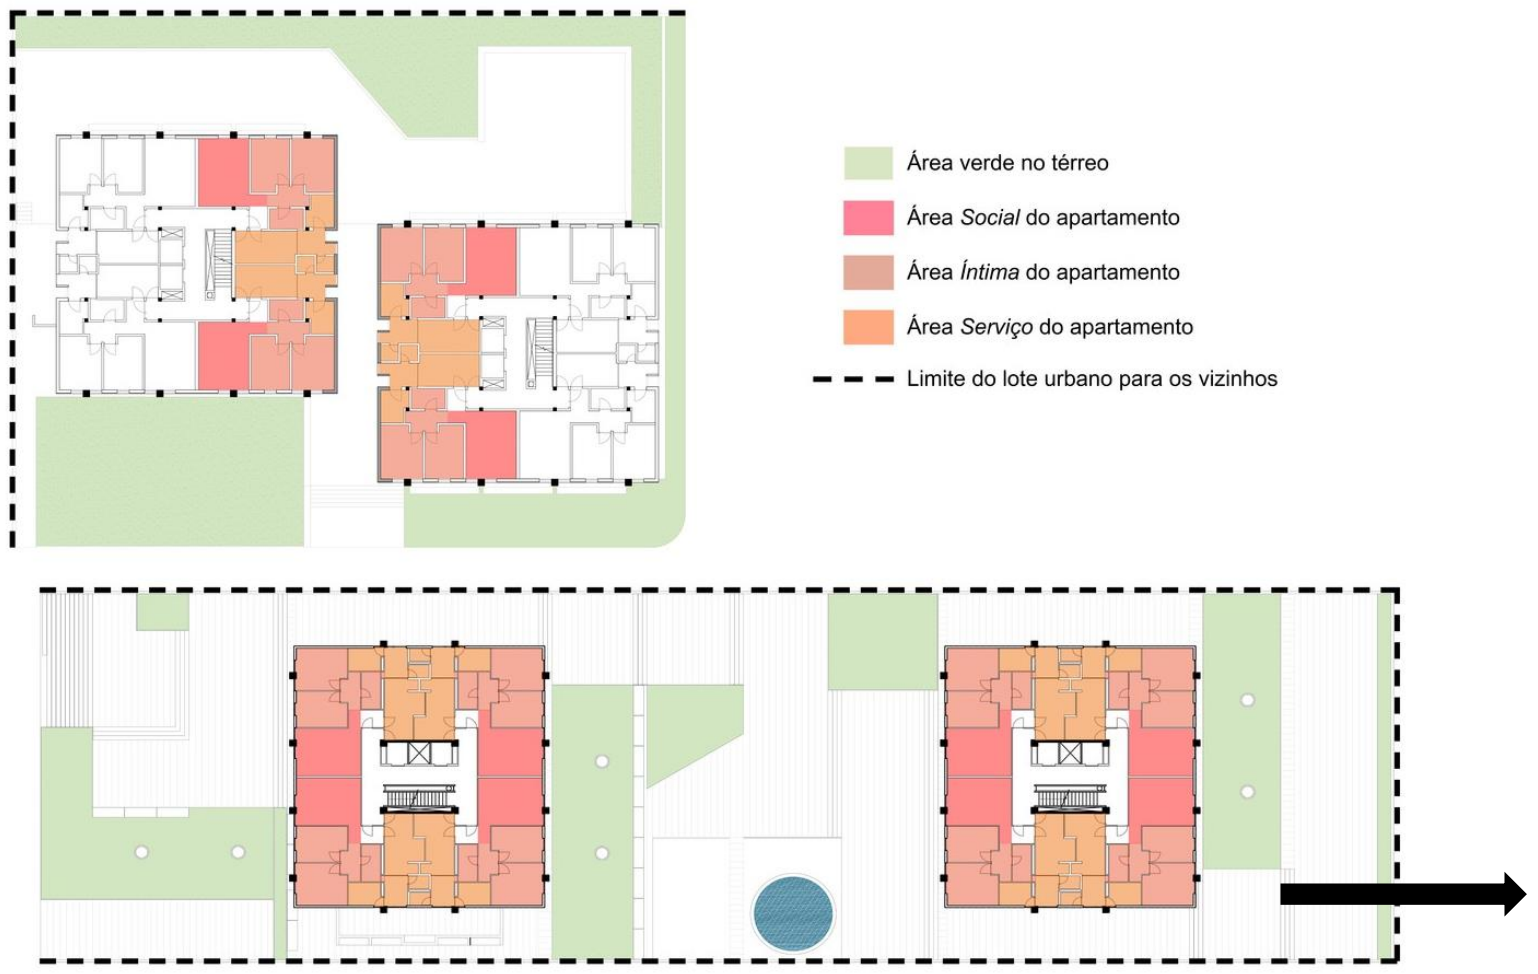 Área verde no térreo
Área Social do apartamento
Área Íntima do apartamento
Área Serviço do apartamento
Limite do lote urbano para os vizinhos